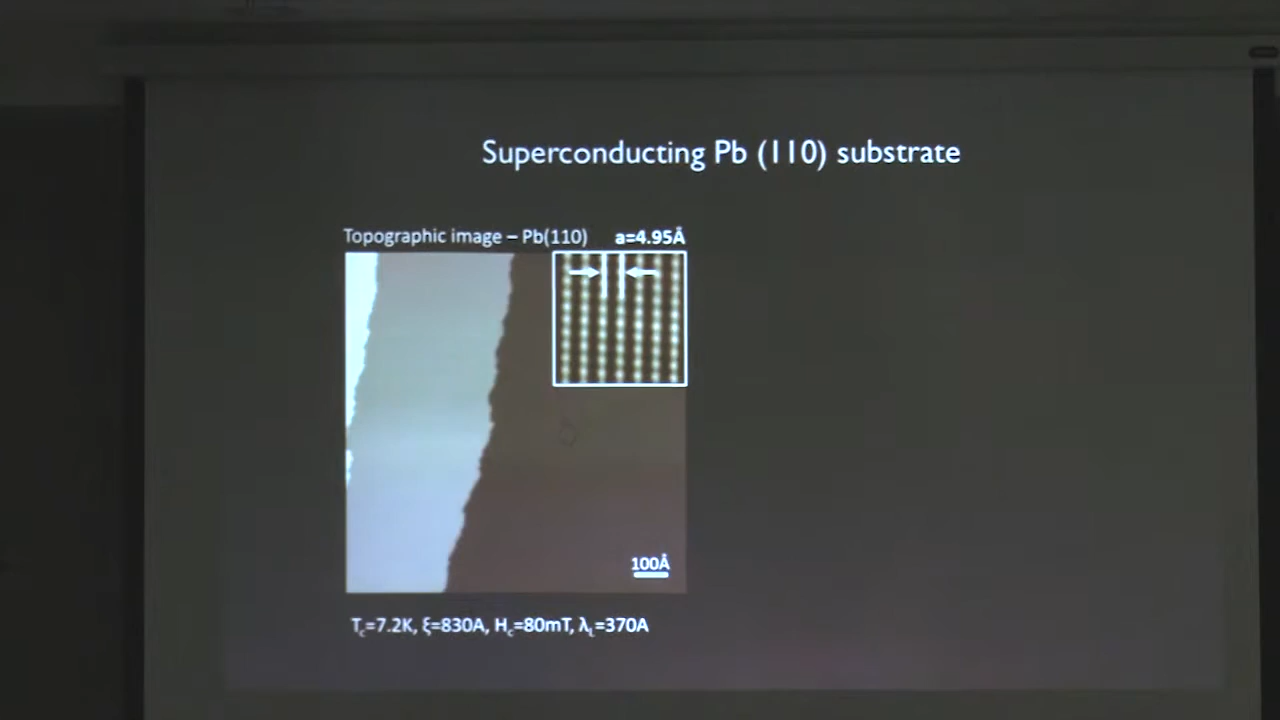 Superconducting Pb (110) substrate
Topographic image – Pb(110) a=4.95Å
100Å
Tc=7.2K, ξ=830A, Hc=80mT, λL=370A